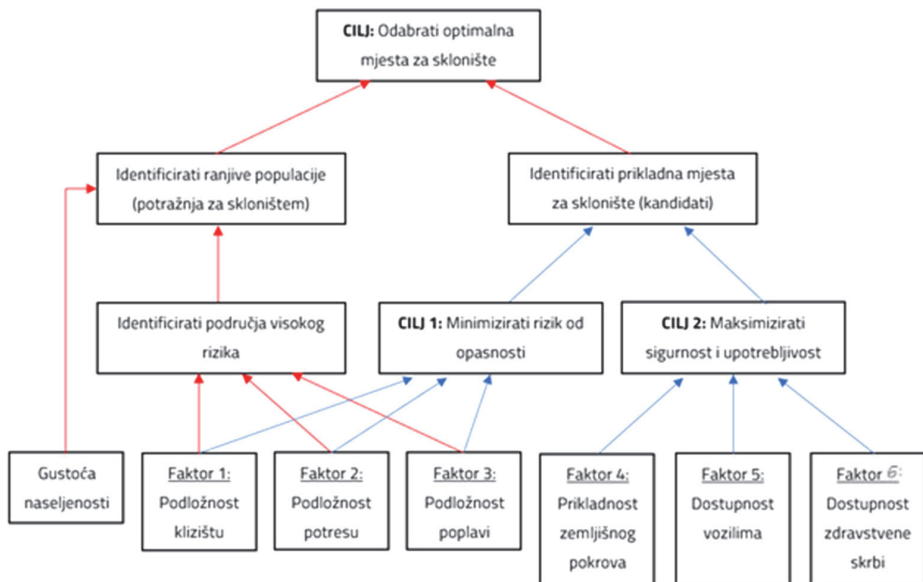 CILJ: Odabrati optimalna
mjesta za sklonište
Identificirati ranjive populacije
(potražnja za skloništem)
Identificirati prikladna mjesta
za sklonište (kandidati)
Identificirati područja visokog
rizika
CILJ 1: Minimizirati rizik od
opasnosti
CILJ 2: Maksimizirati
sigurnost i upotrebljivost
Gustoća
naseljenosti
Faktor 1:
Podložnost
klizištu
Faktor 2:
Podložnost
potresu
Faktor 3:
Podložnost
poplavi
Faktor 4:
Prikladnost
zemljišnog
pokrova
Faktor 5:
Dostupnost
vozilima
Faktor 6:
Dostupnost
zdravstvene
skrbi